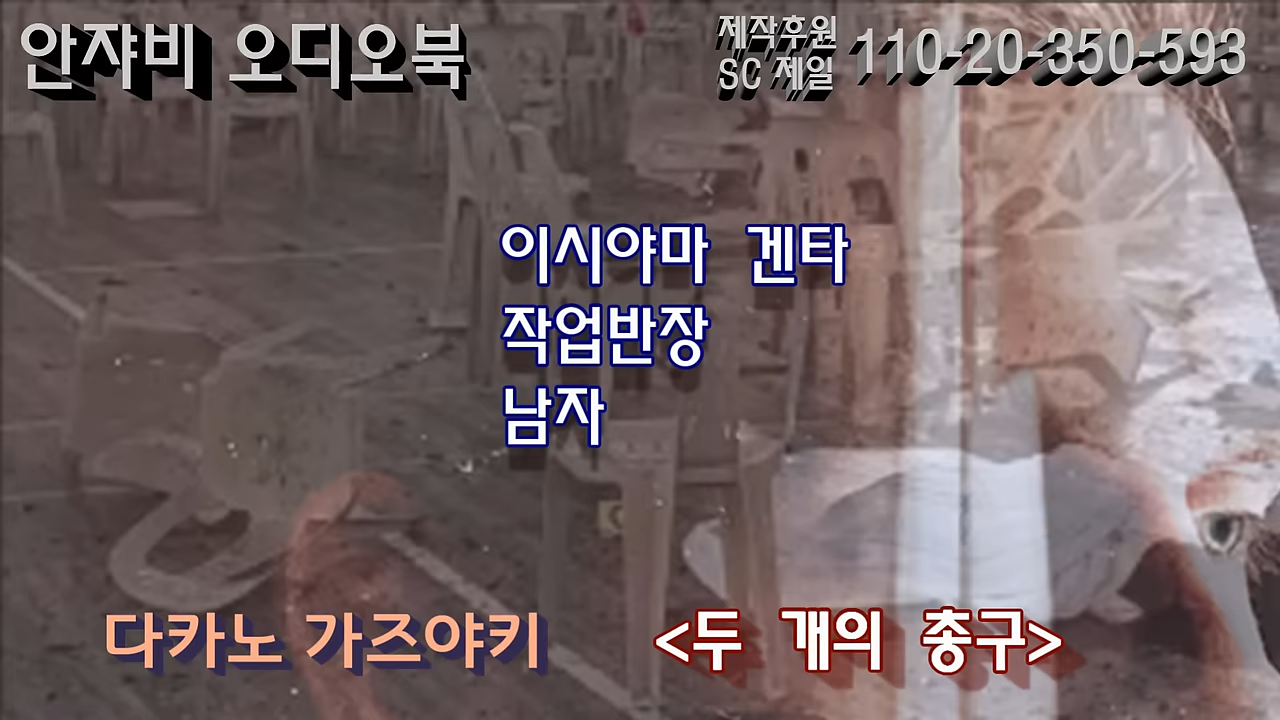 안쟈비 오디오북
제작후원
SC 제일
110-20-350-593
이시야마 겐타
작업반장
남자
다카노 가즈야키
<두 개의 총구>